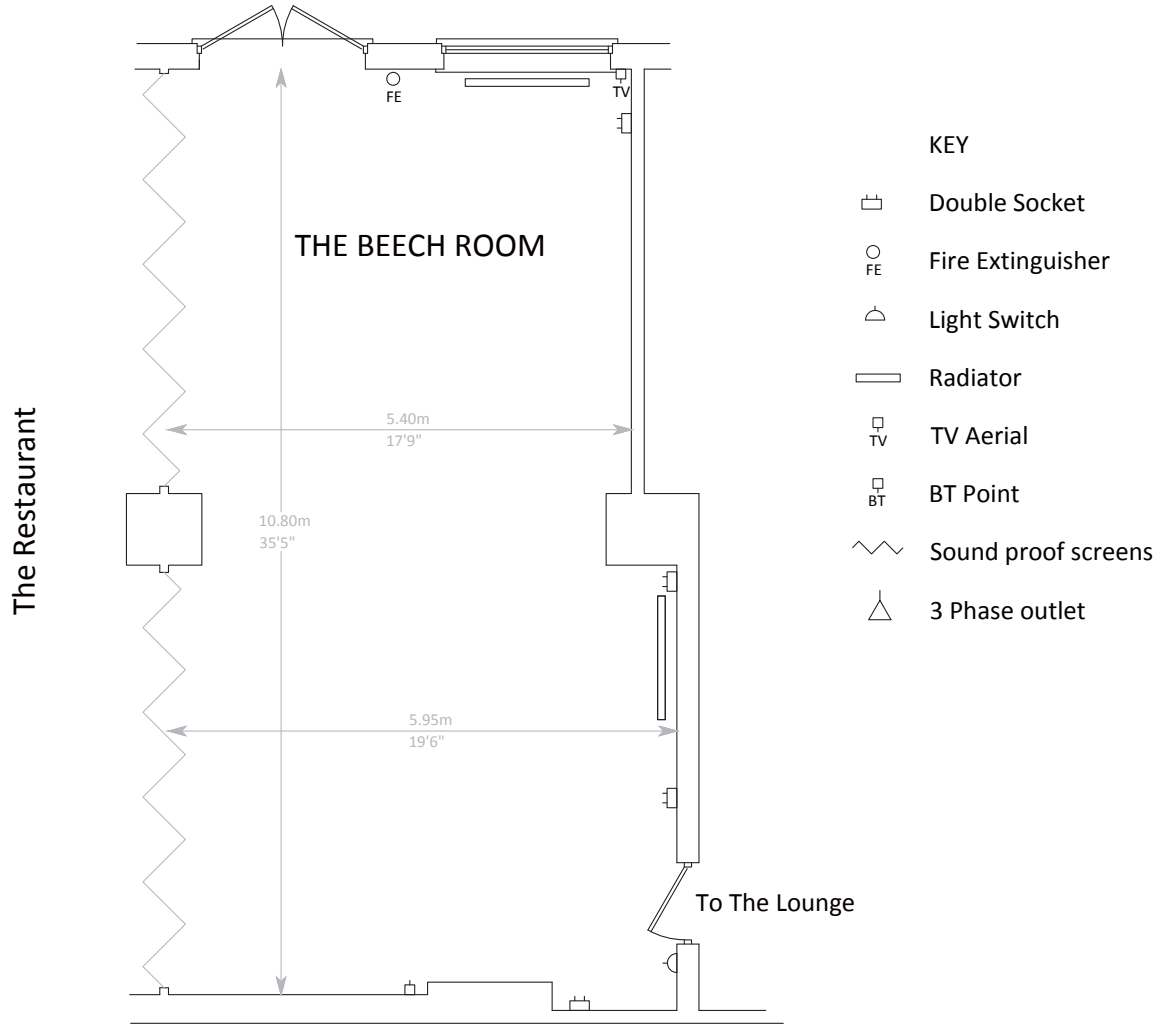 FE
TV
THE BEECH ROOM
5.40m
17'9"
10.80m
35'5"
5.95m
19'6"
To The Lounge
The Restaurant
KEY
Double Socket
FE
Fire Extinguisher
Light Switch
Radiator
TV
TV Aerial
BT
BT Point
Sound proof screens
3 Phase outlet